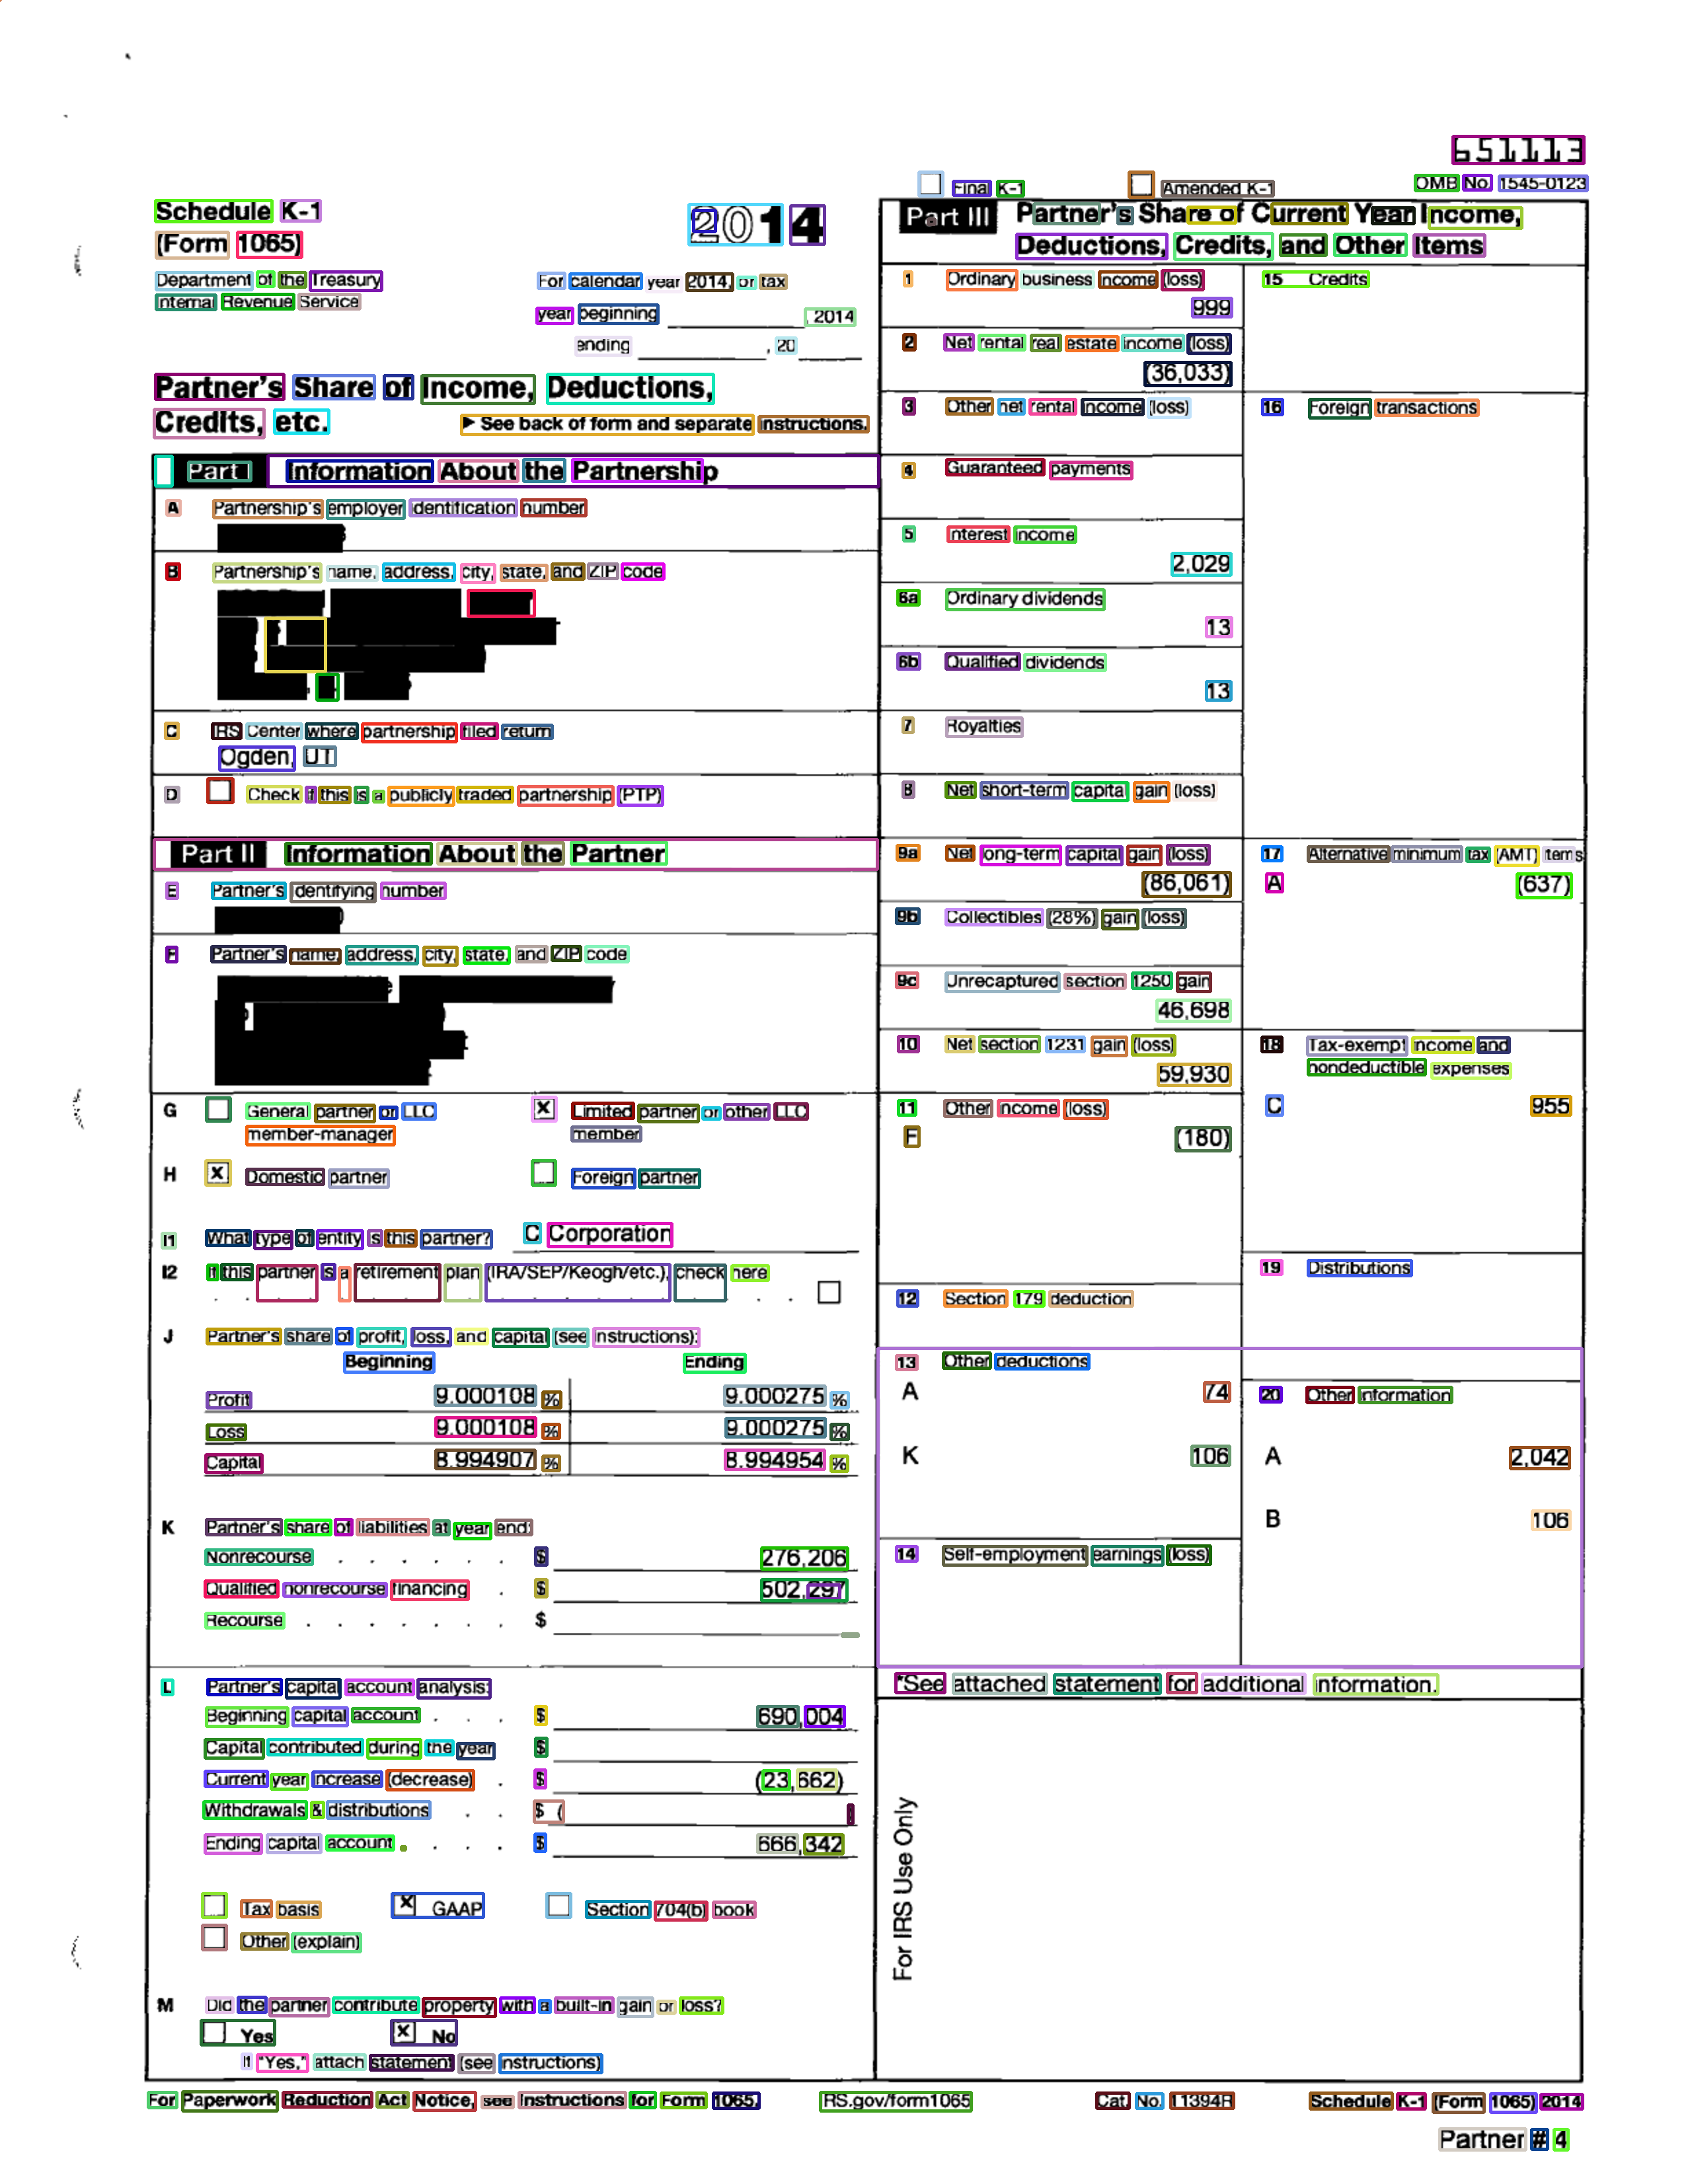 651113
Final K-1
Amended K-1
OMB No. 1545-0123
Schedule K-1
(Form 1065)
2014
Department of the Treasury
Internal Revenue Service
For calendar year 2014, or tax
year beginning , 2014
ending , 20
Partner's Share of Income, Deductions,
Credits, etc.
► See back of form and separate instructions.
Part I Information About the Partnership
A Partnership's employer identification number
B Partnership's name, address, city, state, and ZIP code
C IRS Center where partnership filed return
Ogden, UT
D Check if this is a publicly traded partnership (PTP)
Part II Information About the Partner
E Partner's identifying number
F Partner's name, address, city, state, and ZIP code
G General partner or LLC
member-manager
X Limited partner or other LLC
member
H X Domestic partner
Foreign partner
I1 What type of entity is this partner? C Corporation
I2 If this partner is a retirement plan (IRA/SEP/Keogh/etc.), check here
J Partner's share of profit, loss, and capital (see instructions):
Beginning Ending
Profit 9.000108 % 9.000275 %
Loss 9.000108 % 9.000275 %
Capital 8.994907 % 8.994954 %
K Partner's share of liabilities at year end:
Nonrecourse . . . . . . $ 276,206
Qualified nonrecourse financing . $ 502,297
Recourse . . . . . . . $
L Partner's capital account analysis:
Beginning capital account . . . $ 690,004
Capital contributed during the year $
Current year increase (decrease) . $ (23,662)
Withdrawals & distributions . . $ ( )
Ending capital account . . . . $ 666,342
Tax basis X GAAP Section 704(b) book
Other (explain)
M Did the partner contribute property with a built-in gain or loss?
Yes X No
If "Yes," attach statement (see instructions)
Part III Partner's Share of Current Year Income,
Deductions, Credits, and Other Items
1 Ordinary business income (loss)
999
2 Net rental real estate income (loss)
(36,033)
3 Other net rental income (loss)
4 Guaranteed payments
5 Interest income
2,029
6a Ordinary dividends
13
6b Qualified dividends
13
7 Royalties
8 Net short-term capital gain (loss)
9a Net long-term capital gain (loss)
(86,061)
9b Collectibles (28%) gain (loss)
9c Unrecaptured section 1250 gain
46,698
10 Net section 1231 gain (loss)
59,930
11 Other income (loss)
F (180)
12 Section 179 deduction
13 Other deductions
A 74
K 106
14 Self-employment earnings (loss)
15 Credits
16 Foreign transactions
17 Alternative minimum tax (AMT) items
A (637)
18 Tax-exempt income and
nondeductible expenses
C 955
19 Distributions
20 Other information
A 2,042
B 106
*See attached statement for additional information.
For IRS Use Only
For Paperwork Reduction Act Notice, see Instructions for Form 1065. IRS.gov/form1065 Cat. No. 11394R Schedule K-1 (Form 1065) 2014
Partner # 4